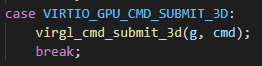 case VIRTIO_GPU_CMD_SUBMIT_3D:
virgl_cmd_submit_3d(g, cmd);
break;